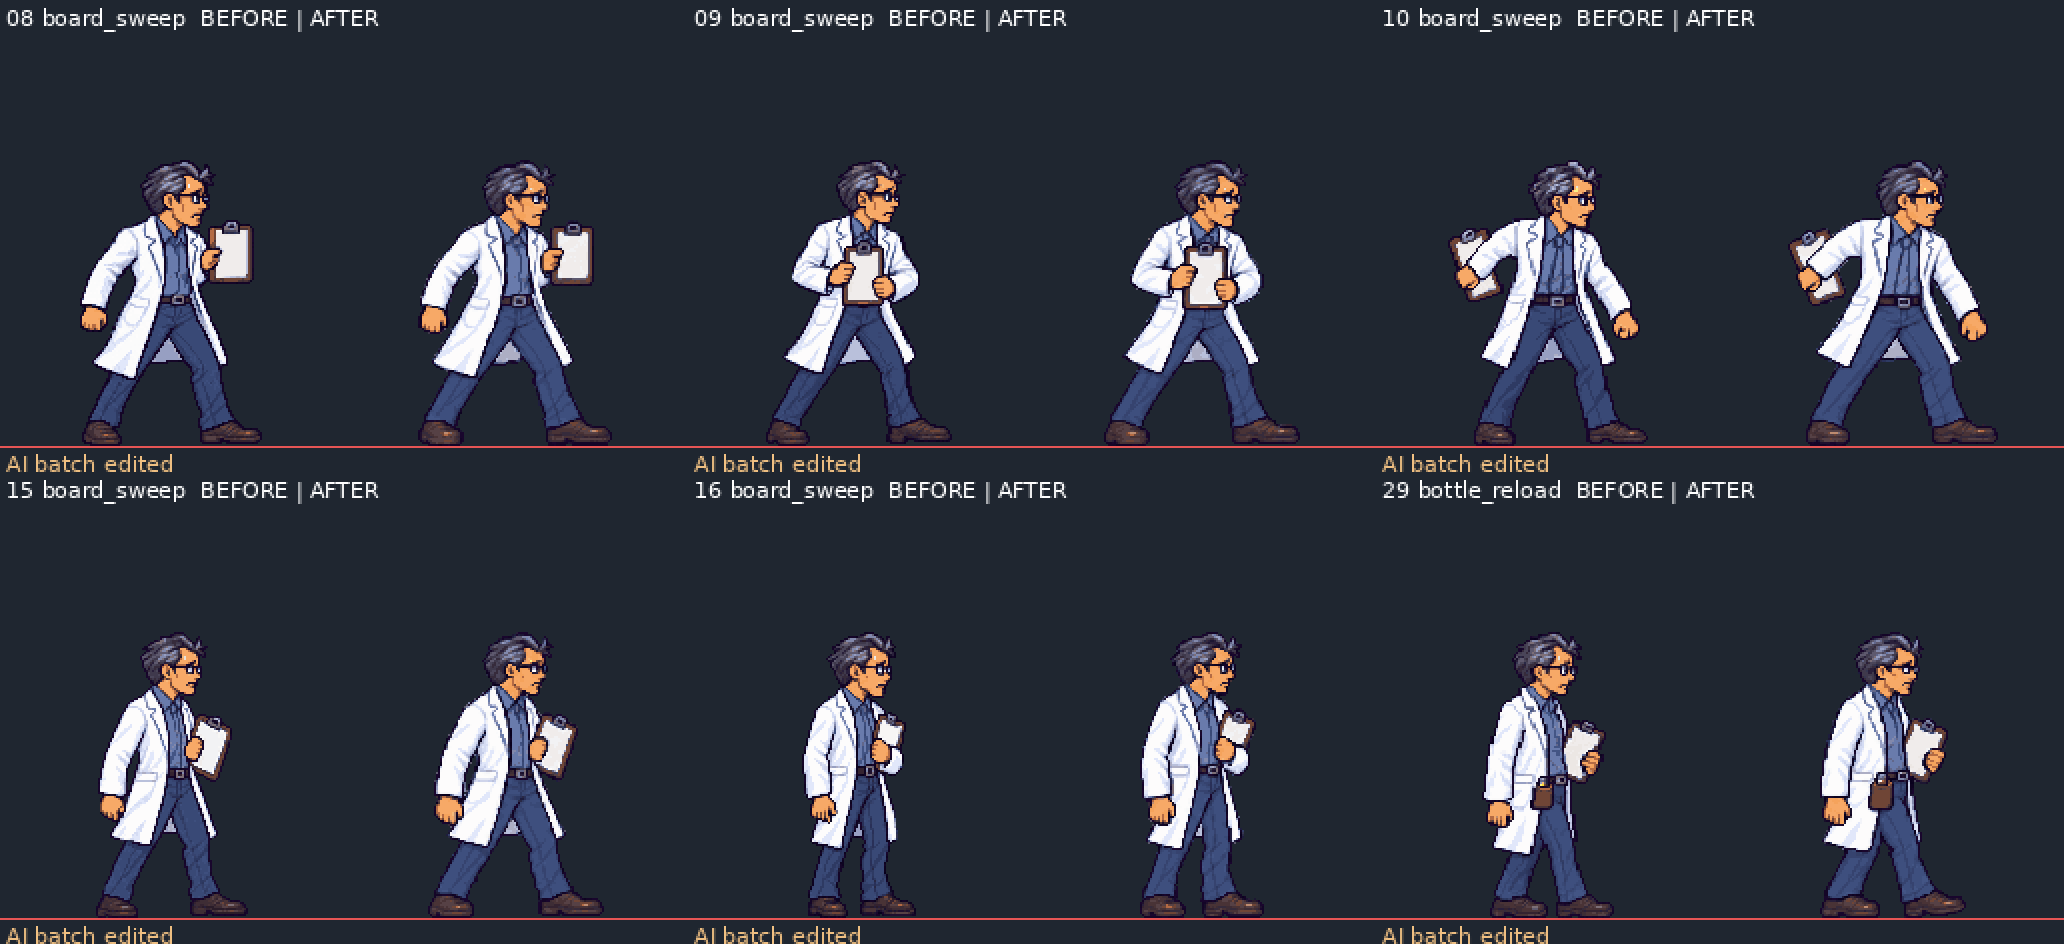 08 board_sweep  BEFORE | AFTER
09 board_sweep  BEFORE | AFTER
10 board_sweep  BEFORE | AFTER
AI batch edited
AI batch edited
AI batch edited
15 board_sweep  BEFORE | AFTER
16 board_sweep  BEFORE | AFTER
29 bottle_reload  BEFORE | AFTER
AI batch edited
AI batch edited
AI batch edited